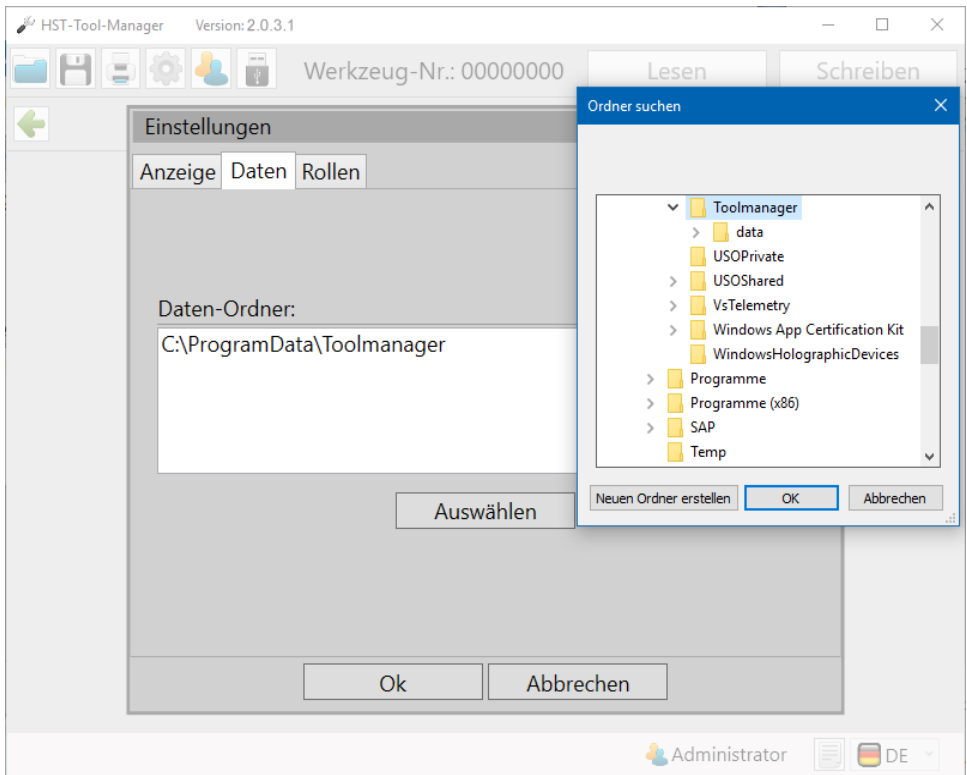 HST-Tool-Manager Version: 2.0.3.1
Werkzeug-Nr.: 00000000 Lesen Schreiben
Einstellungen
Anzeige Daten Rollen
Daten-Ordner:
C:\ProgramData\Toolmanager
Auswählen
Ok Abbrechen
Ordner suchen
Toolmanager
data
USOPrivate
USOShared
VsTelemetry
Windows App Certification Kit
WindowsHolographicDevices
Programme
Programme (x86)
SAP
Temp
Neuen Ordner erstellen OK Abbrechen
Administrator DE